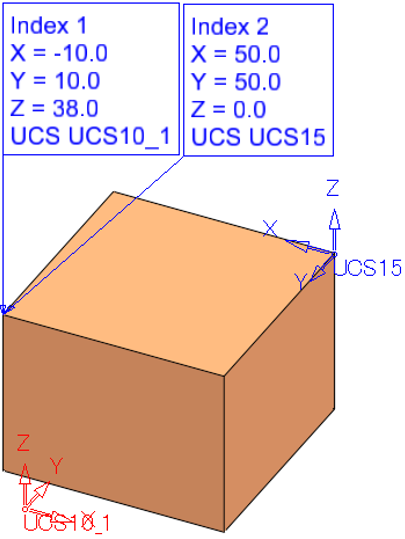 Index 1
X = -10.0
Y = 10.0
Z = 38.0
UCS UCS10_1
Index 2
X = 50.0
Y = 50.0
Z = 0.0
UCS UCS15
Z
X
Y
UCS15
Z
Y
X
UCS10_1